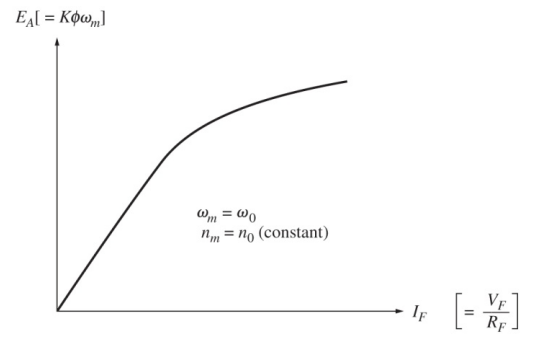 E_A[ = Kϕω_m]
ω_m = ω_0
n_m = n_0 (constant)
I_F [ = V_F / R_F ]